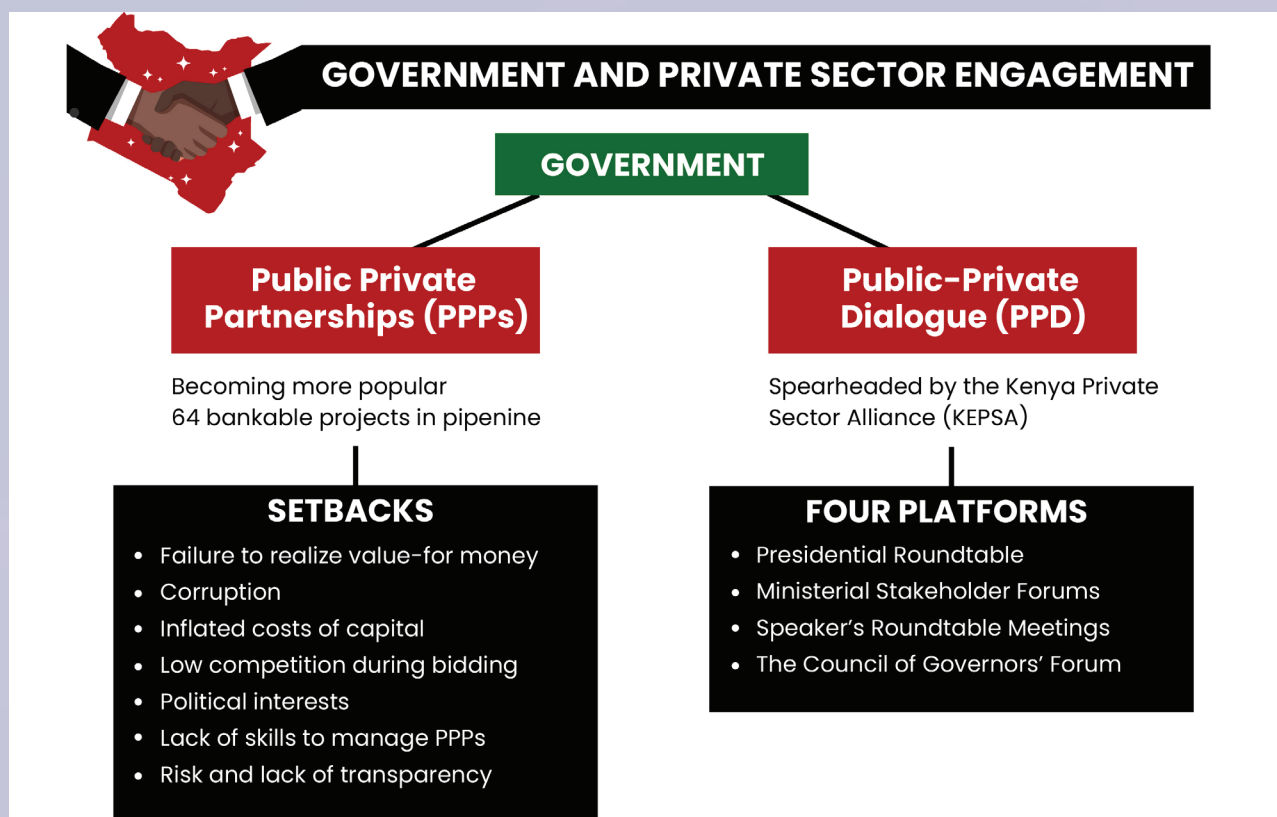 GOVERNMENT AND PRIVATE SECTOR ENGAGEMENT
GOVERNMENT
Public Private
Partnerships (PPPs)
Becoming more popular
64 bankable projects in pipenine
SETBACKS
• Failure to realize value-for money
• Corruption
• Inflated costs of capital
• Low competition during bidding
• Political interests
• Lack of skills to manage PPPs
• Risk and lack of transparency
Public-Private
Dialogue (PPD)
Spearheaded by the Kenya Private
Sector Alliance (KEPSA)
FOUR PLATFORMS
• Presidential Roundtable
• Ministerial Stakeholder Forums
• Speaker's Roundtable Meetings
• The Council of Governors' Forum